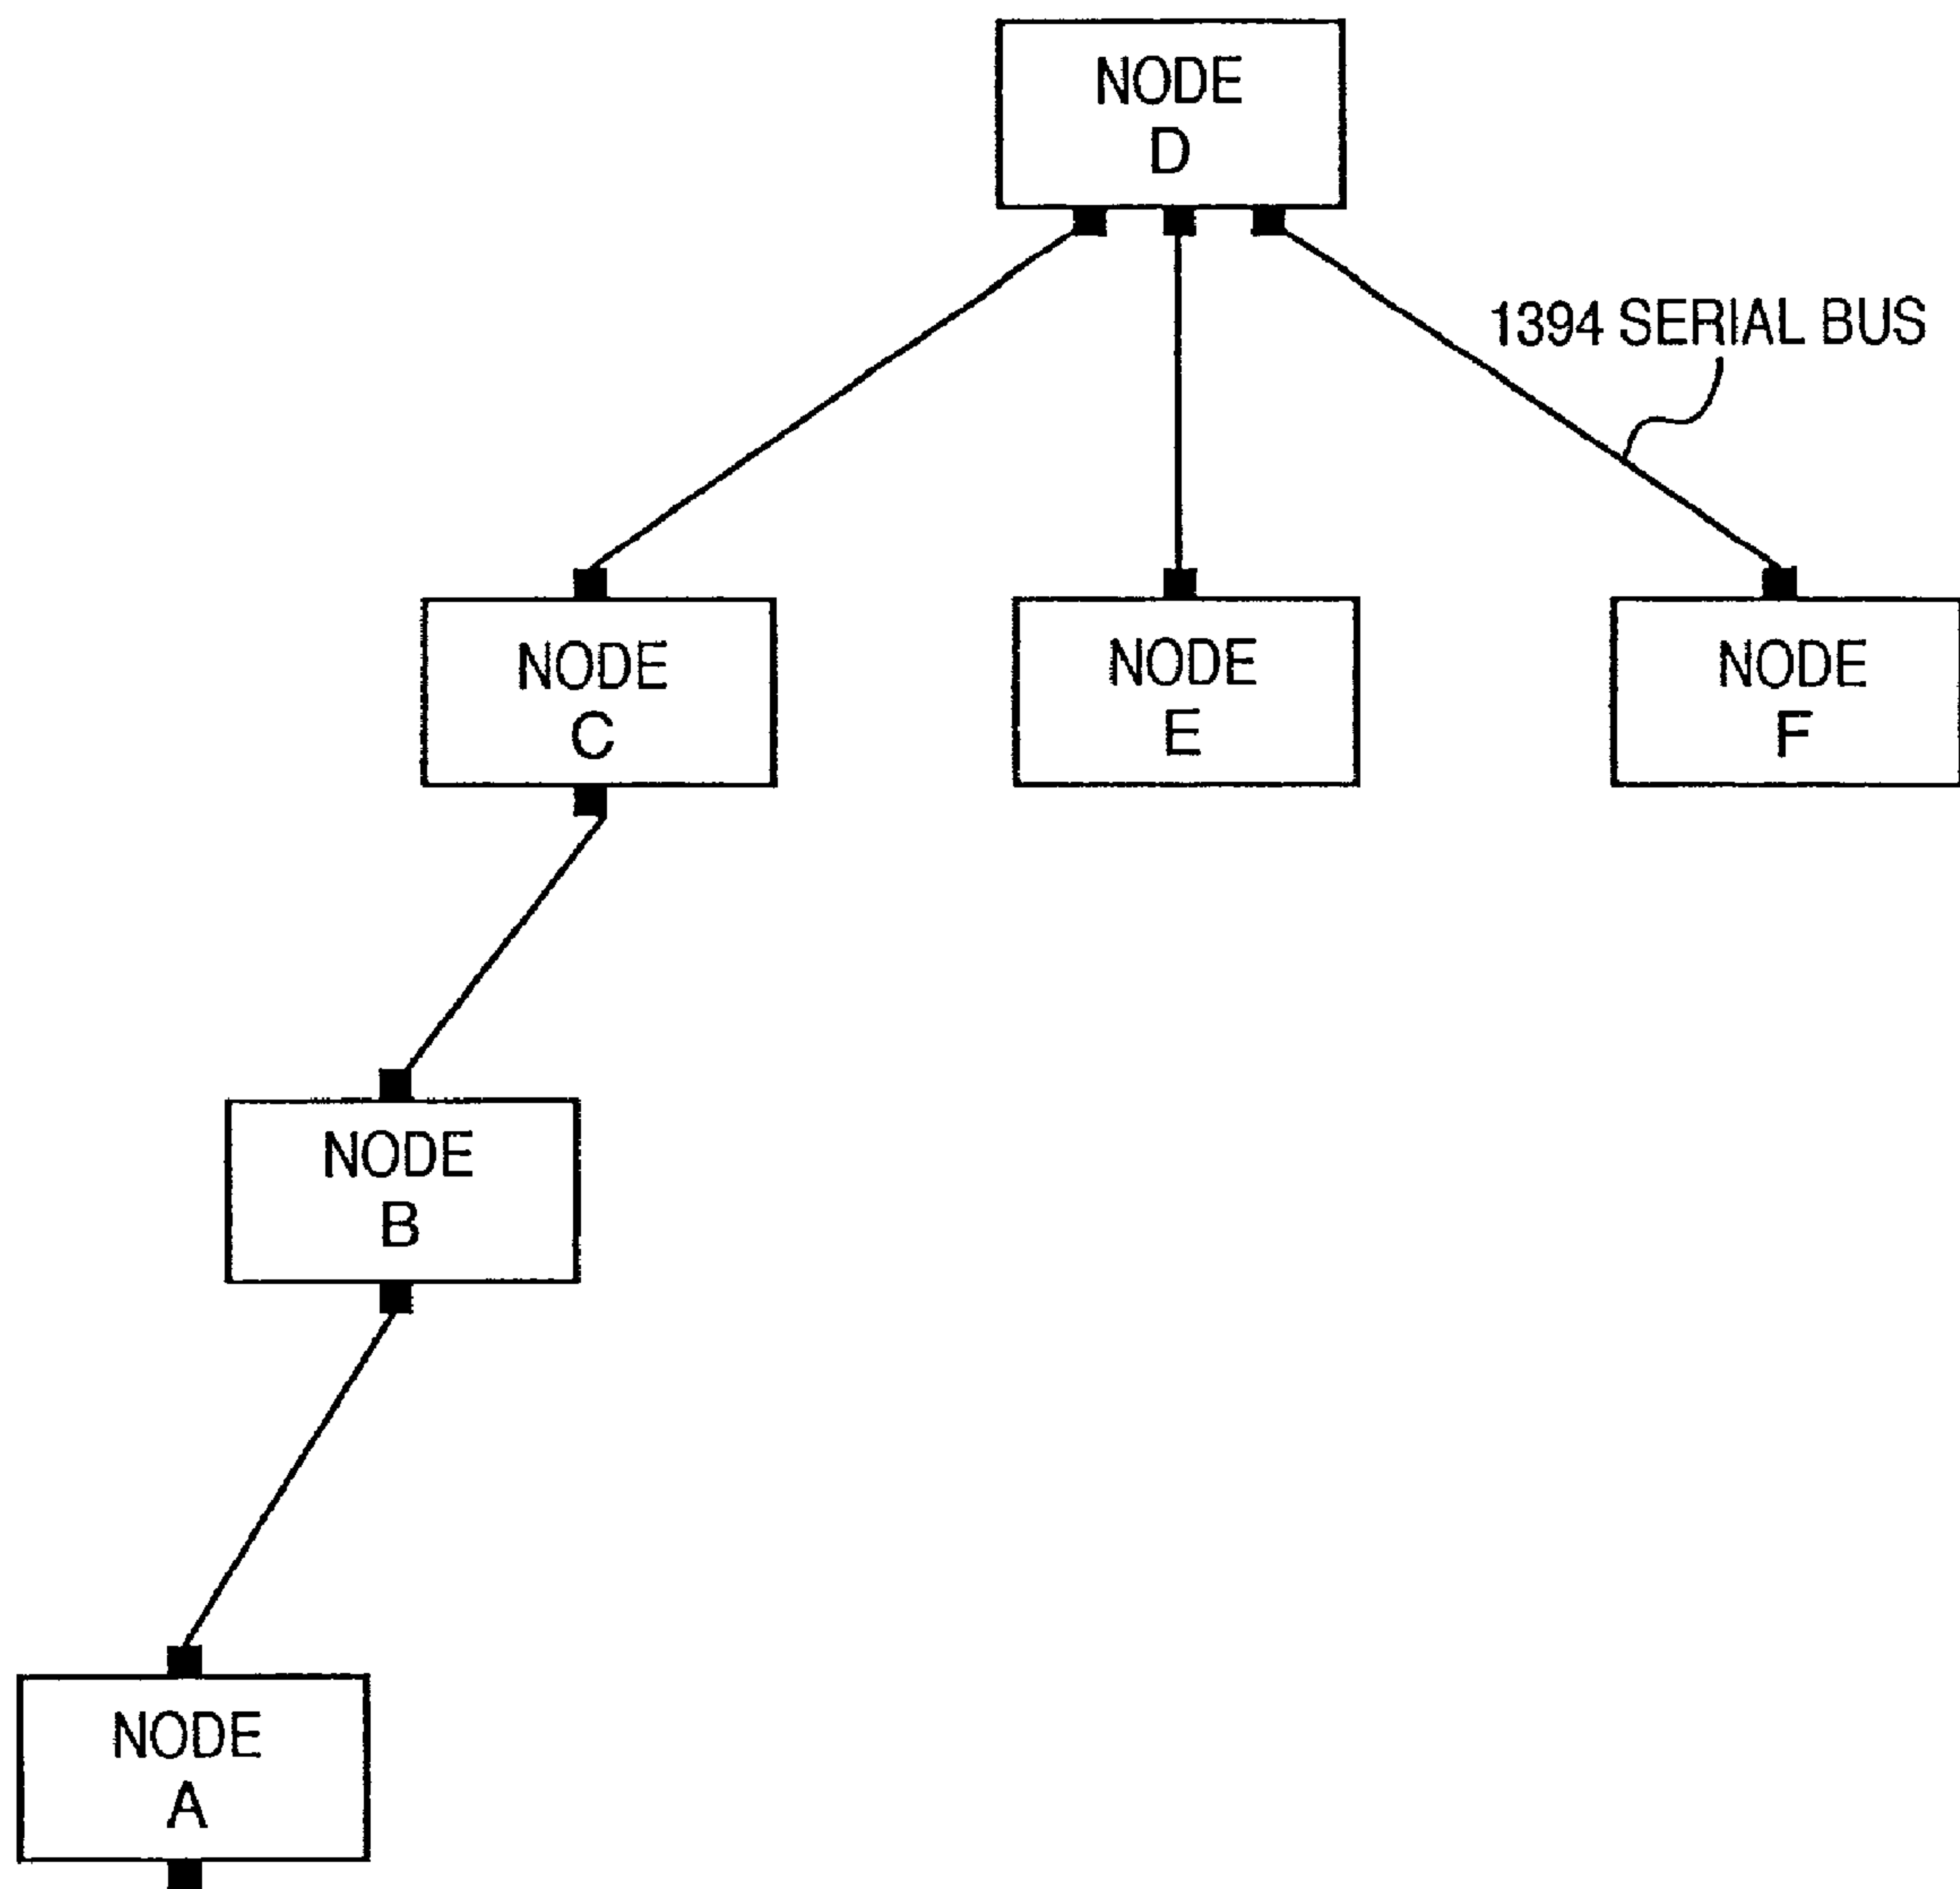 NODE
D
1394 SERIAL BUS
NODE
C
NODE
E
NODE
F
NODE
B
NODE
A